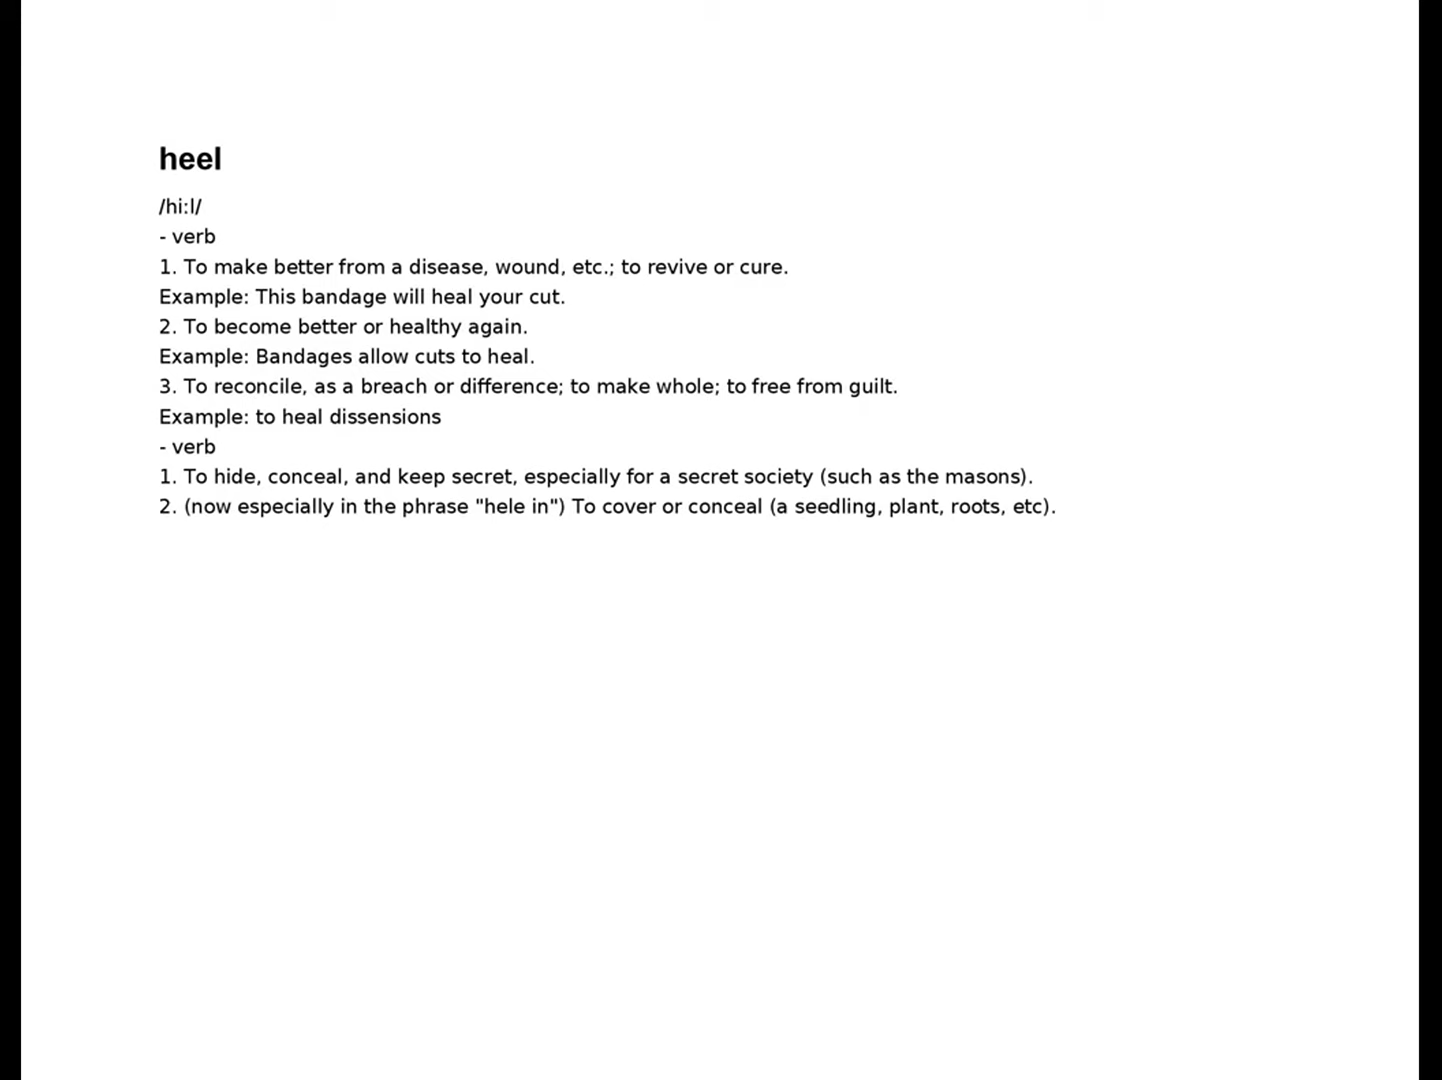 heel
/hi:l/
- verb
1. To make better from a disease, wound, etc.; to revive or cure.
Example: This bandage will heal your cut.
2. To become better or healthy again.
Example: Bandages allow cuts to heal.
3. To reconcile, as a breach or difference; to make whole; to free from guilt.
Example: to heal dissensions
- verb
1. To hide, conceal, and keep secret, especially for a secret society (such as the masons).
2. (now especially in the phrase "hele in") To cover or conceal (a seedling, plant, roots, etc).